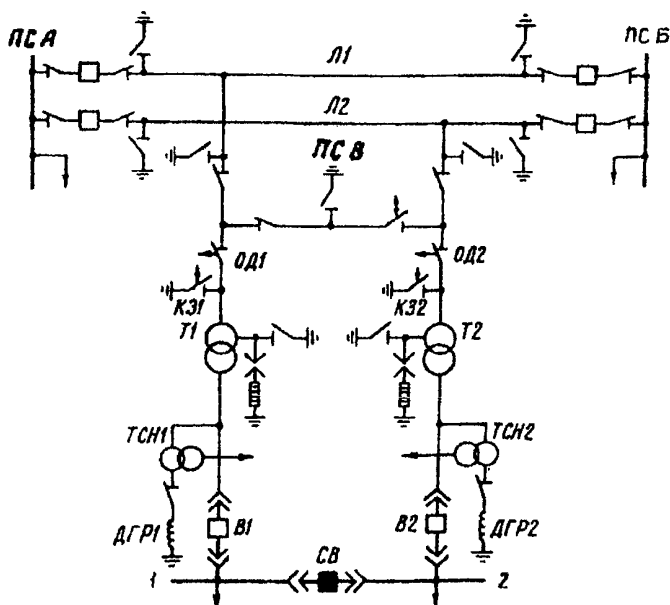 ПС А
Л1
ПС Б
Л2
ПС В
ОД1
ОД2
КЗ1
КЗ2
Т1
Т2
ТСН1
ТСН2
ДГР1
В1
В2
ДГР2
СВ
1
2